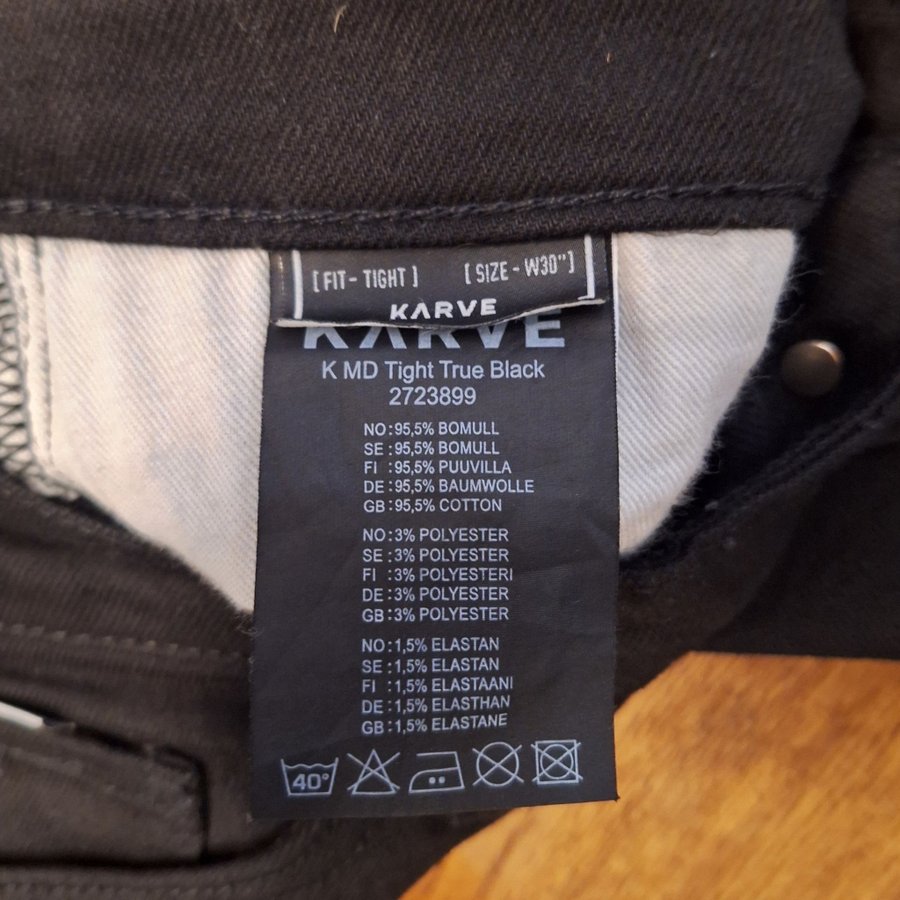 [ FIT - TIGHT ] [ SIZE - W30" ]
KARVE
KARVE
K MD Tight True Black
2723899
NO: 95,5% BOMULL
SE: 95,5% BOMULL
FI : 95,5% PUUVILLA
DE: 95,5% BAUMWOLLE
GB: 95,5% COTTON
NO: 3% POLYESTER
SE: 3% POLYESTER
FI : 3% POLYESTERI
DE: 3% POLYESTER
GB: 3% POLYESTER
NO: 1,5% ELASTAN
SE: 1,5% ELASTAN
FI : 1,5% ELASTAANI
DE: 1,5% ELASTHAN
GB: 1,5% ELASTANE
40°